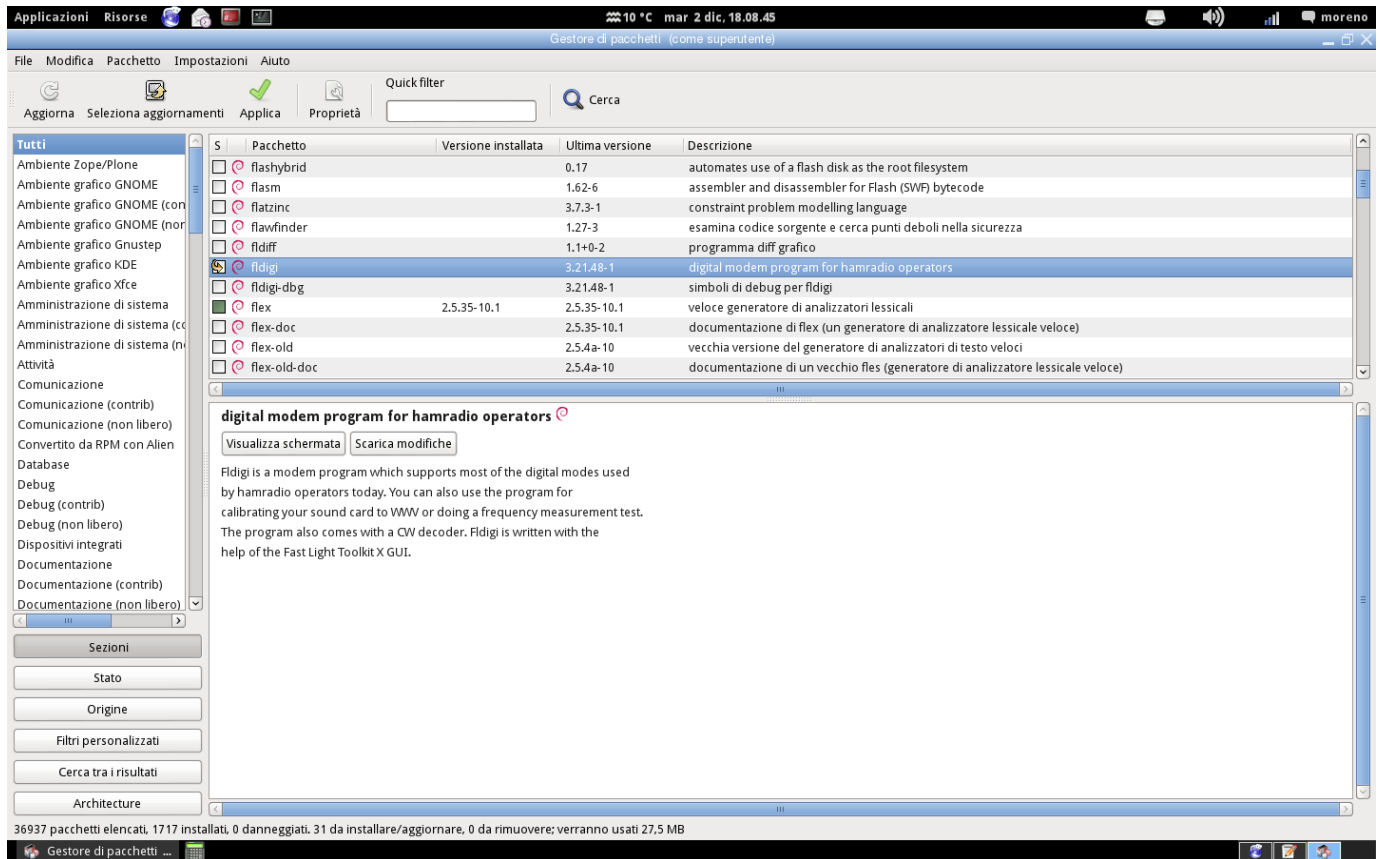 Applicazioni Risorse 10 °C mar 2 dic, 18.08.45 moreno
Gestore di pacchetti (come superutente)
File Modifica Pacchetto Impostazioni Aiuto
Aggiorna Seleziona aggiornamenti Applica Proprietà Quick filter Cerca
Tutti
Ambiente Zope/Plone
Ambiente grafico GNOME
Ambiente grafico GNOME (con
Ambiente grafico GNOME (nor
Ambiente grafico Gnustep
Ambiente grafico KDE
Ambiente grafico Xfce
Amministrazione di sistema
Amministrazione di sistema (cc
Amministrazione di sistema (n
Attività
Comunicazione
Comunicazione (contrib)
Comunicazione (non libero)
Convertito da RPM con Alien
Database
Debug
Debug (contrib)
Debug (non libero)
Dispositivi integrati
Documentazione
Documentazione (contrib)
Documentazione (non libero)
Sezioni
Stato
Origine
Filtri personalizzati
Cerca tra i risultati
Architecture
S Pacchetto Versione installata Ultima versione Descrizione
flashybrid 0.17 automates use of a flash disk as the root filesystem
flasm 1.62-6 assembler and disassembler for Flash (SWF) bytecode
flatzinc 3.7.3-1 constraint problem modelling language
flawfinder 1.27-3 esamina codice sorgente e cerca punti deboli nella sicurezza
fldiff 1.1+0-2 programma diff grafico
fldigi 3.21.48-1 digital modem program for hamradio operators
fldigi-dbg 3.21.48-1 simboli di debug per fldigi
flex 2.5.35-10.1 2.5.35-10.1 veloce generatore di analizzatori lessicali
flex-doc 2.5.35-10.1 documentazione di flex (un generatore di analizzatore lessicale veloce)
flex-old 2.5.4a-10 vecchia versione del generatore di analizzatori di testo veloci
flex-old-doc 2.5.4a-10 documentazione di un vecchio fles (generatore di analizzatore lessicale veloce)
digital modem program for hamradio operators
Visualizza schermata Scarica modifiche
Fldigi is a modem program which supports most of the digital modes used
by hamradio operators today. You can also use the program for
calibrating your sound card to WWV or doing a frequency measurement test.
The program also comes with a CW decoder. Fldigi is written with the
help of the Fast Light Toolkit X GUI.
36937 pacchetti elencati, 1717 installati, 0 danneggiati. 31 da installare/aggiornare, 0 da rimuovere; verranno usati 27,5 MB
Gestore di pacchetti ...